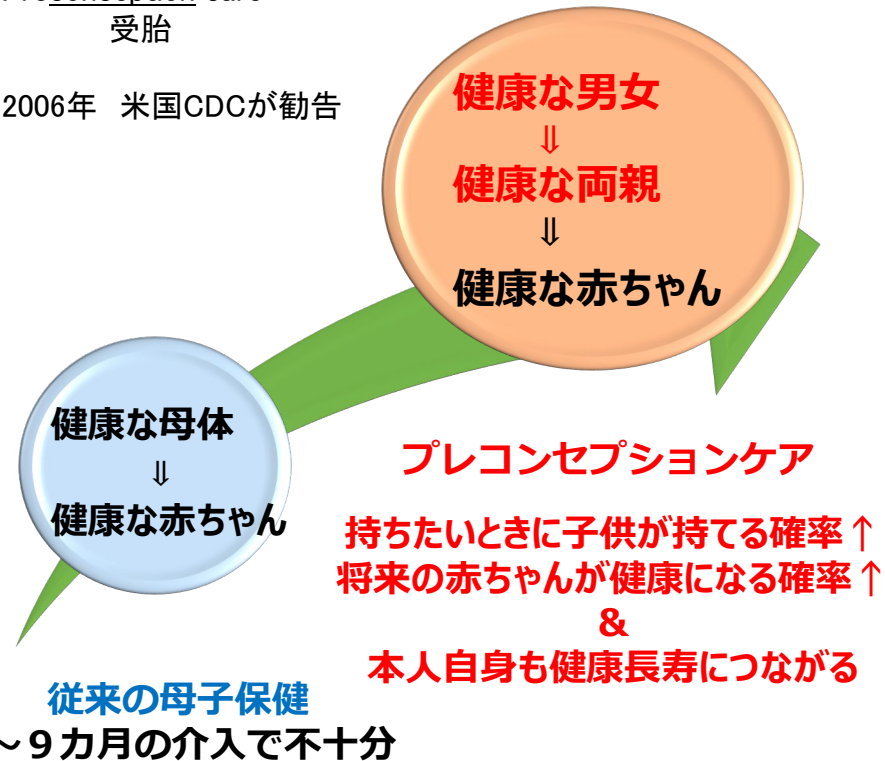 受胎
2006年 米国CDCが勧告
健康な男女
⇓
健康な両親
⇓
健康な赤ちゃん
健康な母体
⇓
健康な赤ちゃん
プレコンセプションケア
持ちたいときに子供が持てる確率↑
将来の赤ちゃんが健康になる確率↑
&
本人自身も健康長寿につながる
従来の母子保健
～９カ月の介入で不十分